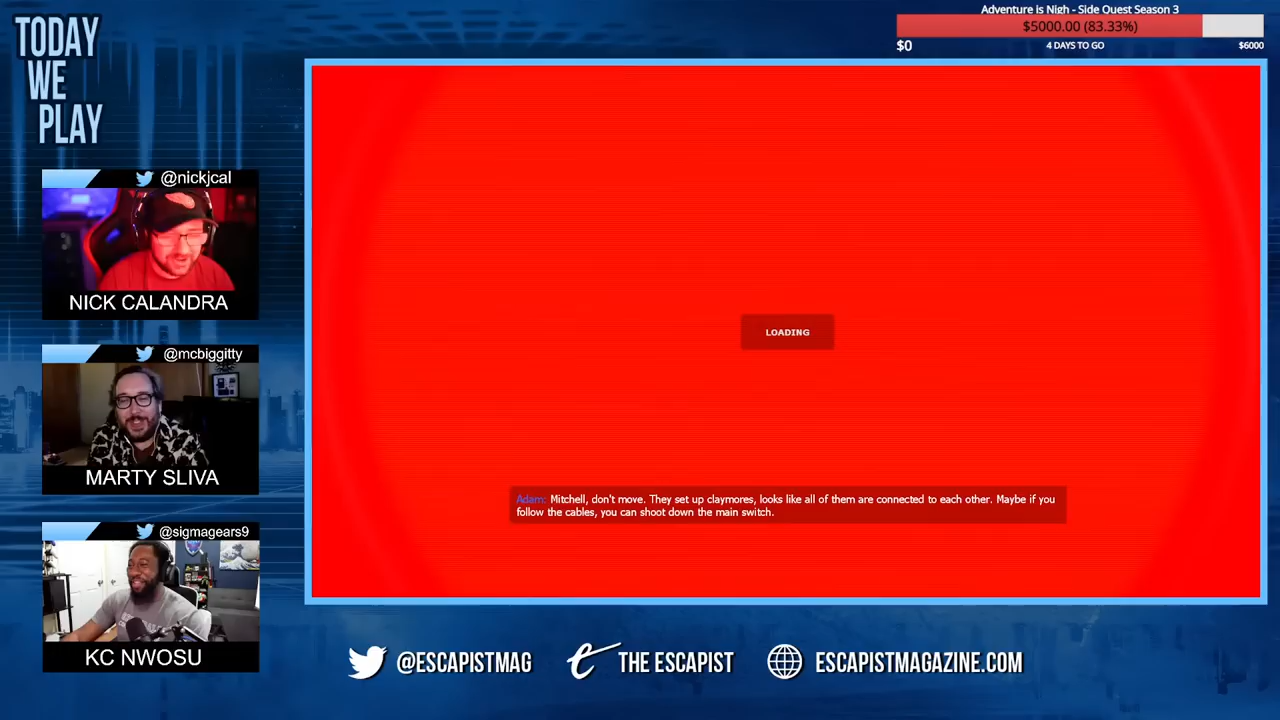 TODAY
WE
PLAY
Adventure is Nigh - Side Quest Season 3
$5000.00 (83.33%)
$0
4 DAYS TO GO
$6000
@nickjcal
NICK CALANDRA
@mcbiggitty
MARTY SLIVA
@sigmagears9
KC NWOSU
LOADING
Adam: Mitchell, don't move. They set up claymores, looks like all of them are connected to each other. Maybe if you
follow the cables, you can shoot down the main switch.
@ESCAPISTMAG
THE ESCAPIST
ESCAPISTMAGAZINE.COM